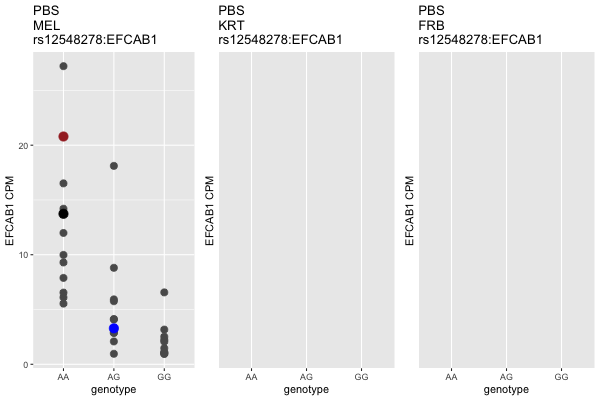 PBS
MEL
rs12548278:EFCAB1
PBS
KRT
rs12548278:EFCAB1
PBS
FRB
rs12548278:EFCAB1
EFCAB1 CPM
20
10
0
AA AG GG
genotype
EFCAB1 CPM
AA AG GG
genotype
EFCAB1 CPM
AA AG GG
genotype